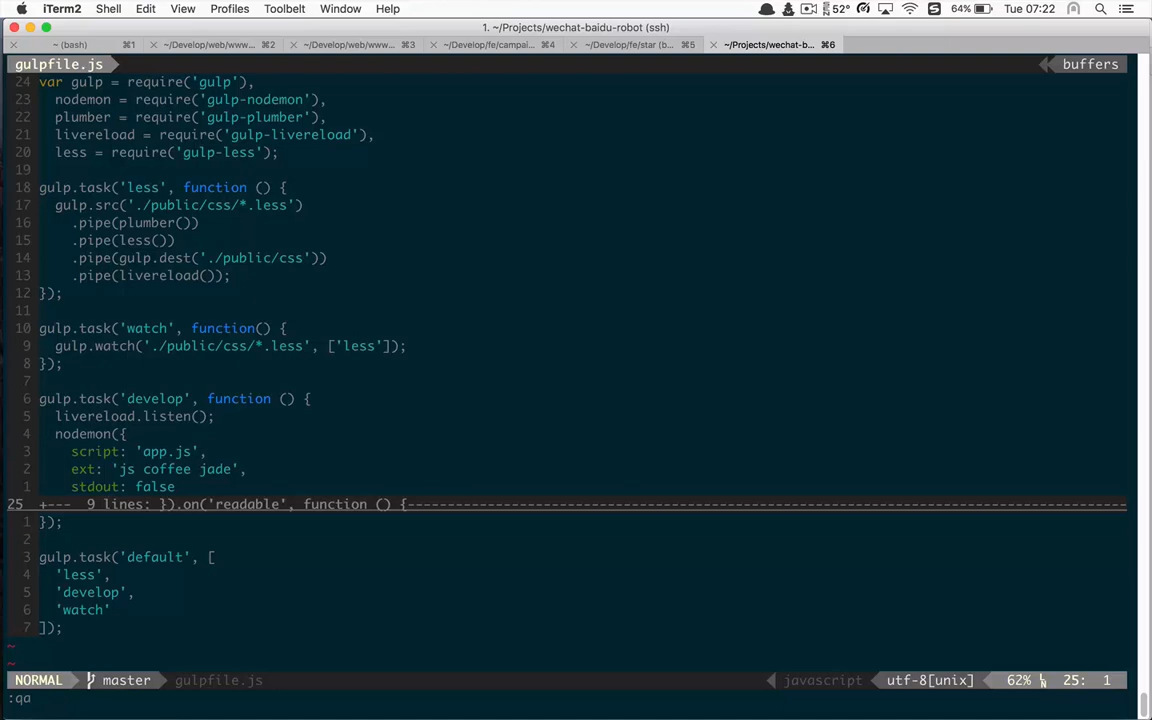 iTerm2 Shell Edit View Profiles Toolbelt Window Help 52° 64% Tue 07:22
1. ~/Projects/wechat-baidu-robot (ssh)
~ (bash) ⌘1 ~/Develop/web/www... ⌘2 ~/Develop/web/www... ⌘3 ~/Develop/fe/campai... ⌘4 ~/Develop/fe/star (b... ⌘5 ~/Projects/wechat-b... ⌘6
gulpfile.js buffers
24 var gulp = require('gulp'),
23 nodemon = require('gulp-nodemon'),
22 plumber = require('gulp-plumber'),
21 livereload = require('gulp-livereload'),
20 less = require('gulp-less');
19
18 gulp.task('less', function () {
17 gulp.src('./public/css/*.less')
16 .pipe(plumber())
15 .pipe(less())
14 .pipe(gulp.dest('./public/css'))
13 .pipe(livereload());
12 });
11
10 gulp.task('watch', function() {
9 gulp.watch('./public/css/*.less', ['less']);
8 });
7
6 gulp.task('develop', function () {
5 livereload.listen();
4 nodemon({
3 script: 'app.js',
2 ext: 'js coffee jade',
1 stdout: false
25 +--- 9 lines: }).on('readable', function () {------------------------------------------------------------------------------------------
1 });
2
3 gulp.task('default', [
4 'less',
5 'develop',
6 'watch'
7 ]);
~
~
NORMAL master gulpfile.js javascript utf-8[unix] 62% 25: 1
:qa